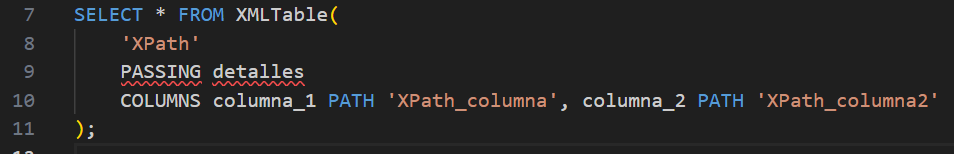 7 SELECT * FROM XMLTable(
8 'XPath'
9 PASSING detalles
10 COLUMNS columna_1 PATH 'XPath_columna', columna_2 PATH 'XPath_columna2'
11 );